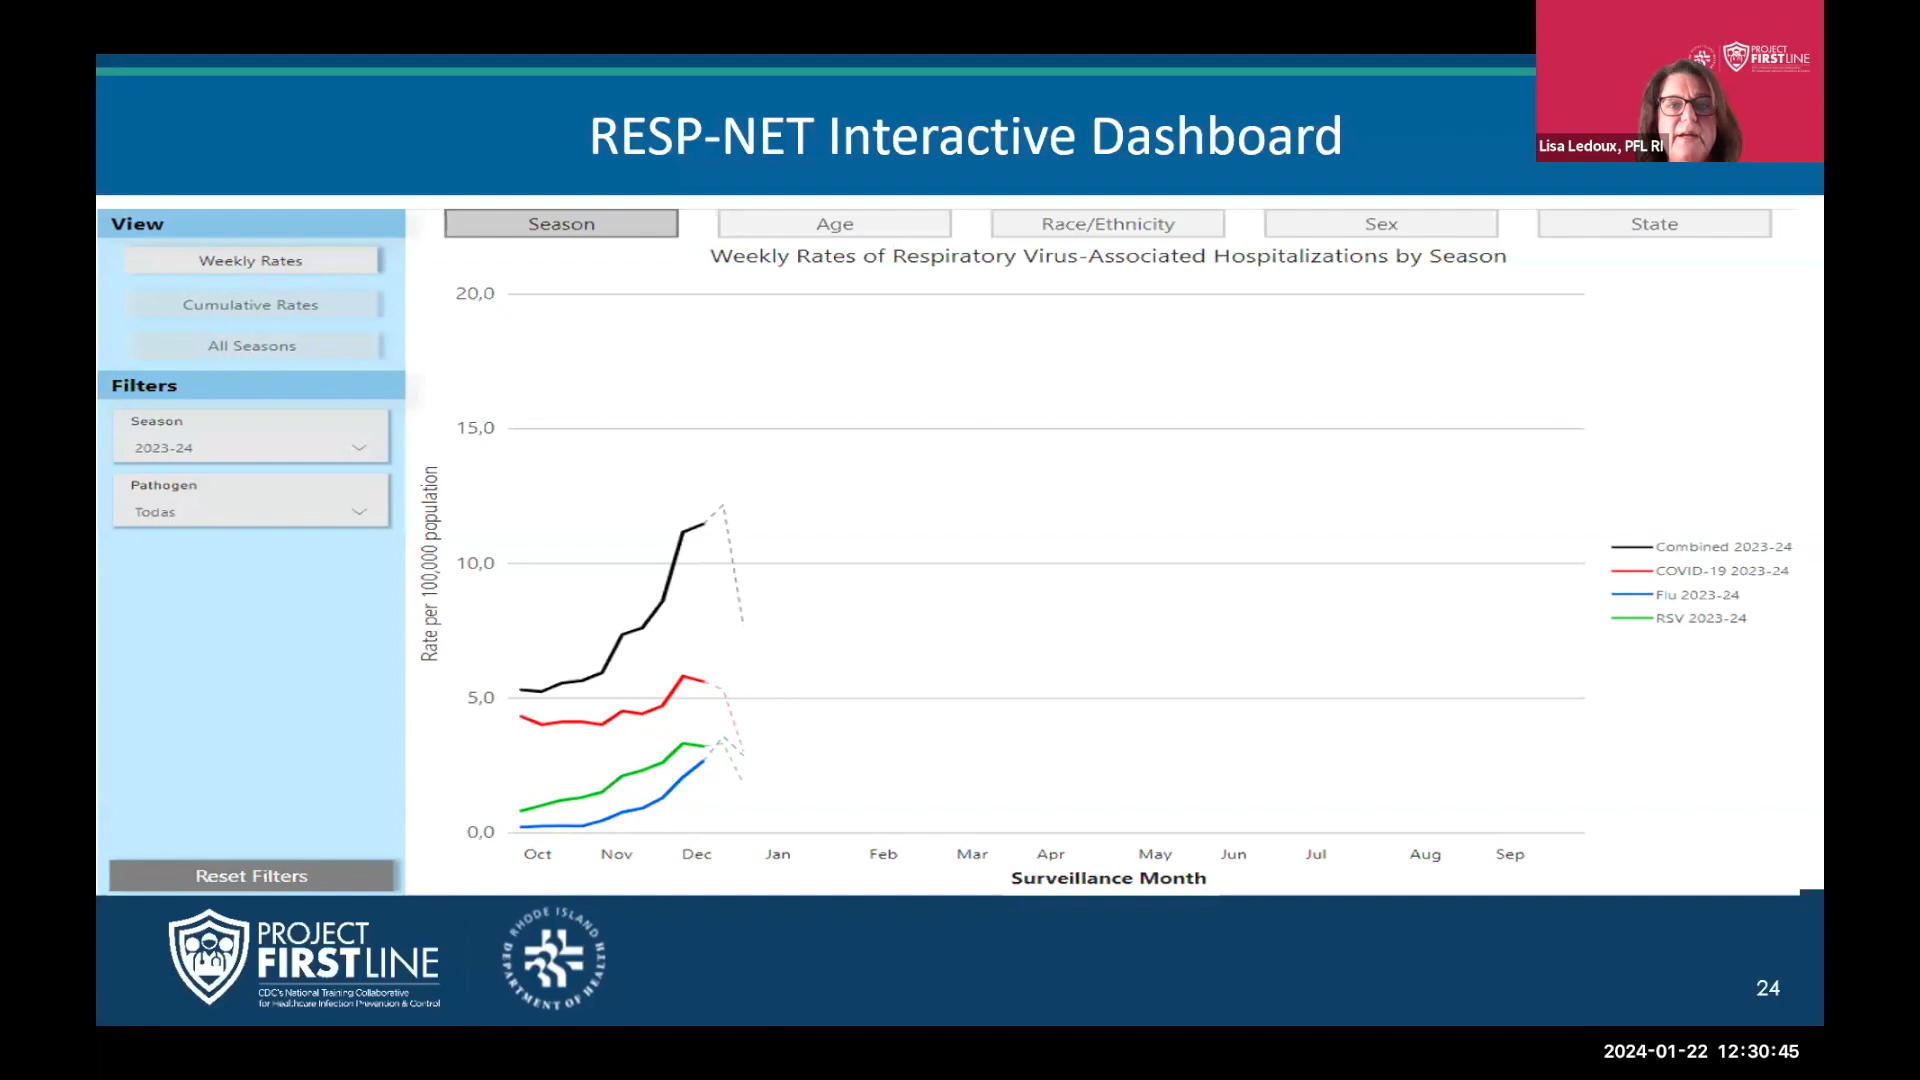 PROJECT
FIRSTLINE
RESP-NET Interactive Dashboard
Lisa Ledoux, PFL RI
View
Weekly Rates
Cumulative Rates
All Seasons
Filters
Season
2023-24
Pathogen
Todas
Reset Filters
Season
Age
Race/Ethnicity
Sex
State
Weekly Rates of Respiratory Virus-Associated Hospitalizations by Season
Rate per 100,000 population
20,0
15,0
10,0
5,0
0,0
Oct Nov Dec Jan Feb Mar Apr May Jun Jul Aug Sep
Surveillance Month
Combined 2023-24
COVID-19 2023-24
Flu 2023-24
RSV 2023-24
PROJECT
FIRSTLINE
CDC's National Training Collaborative
for Healthcare Infection Prevention & Control
RHODE ISLAND
DEPARTMENT OF HEALTH
24
2024-01-22 12:30:45